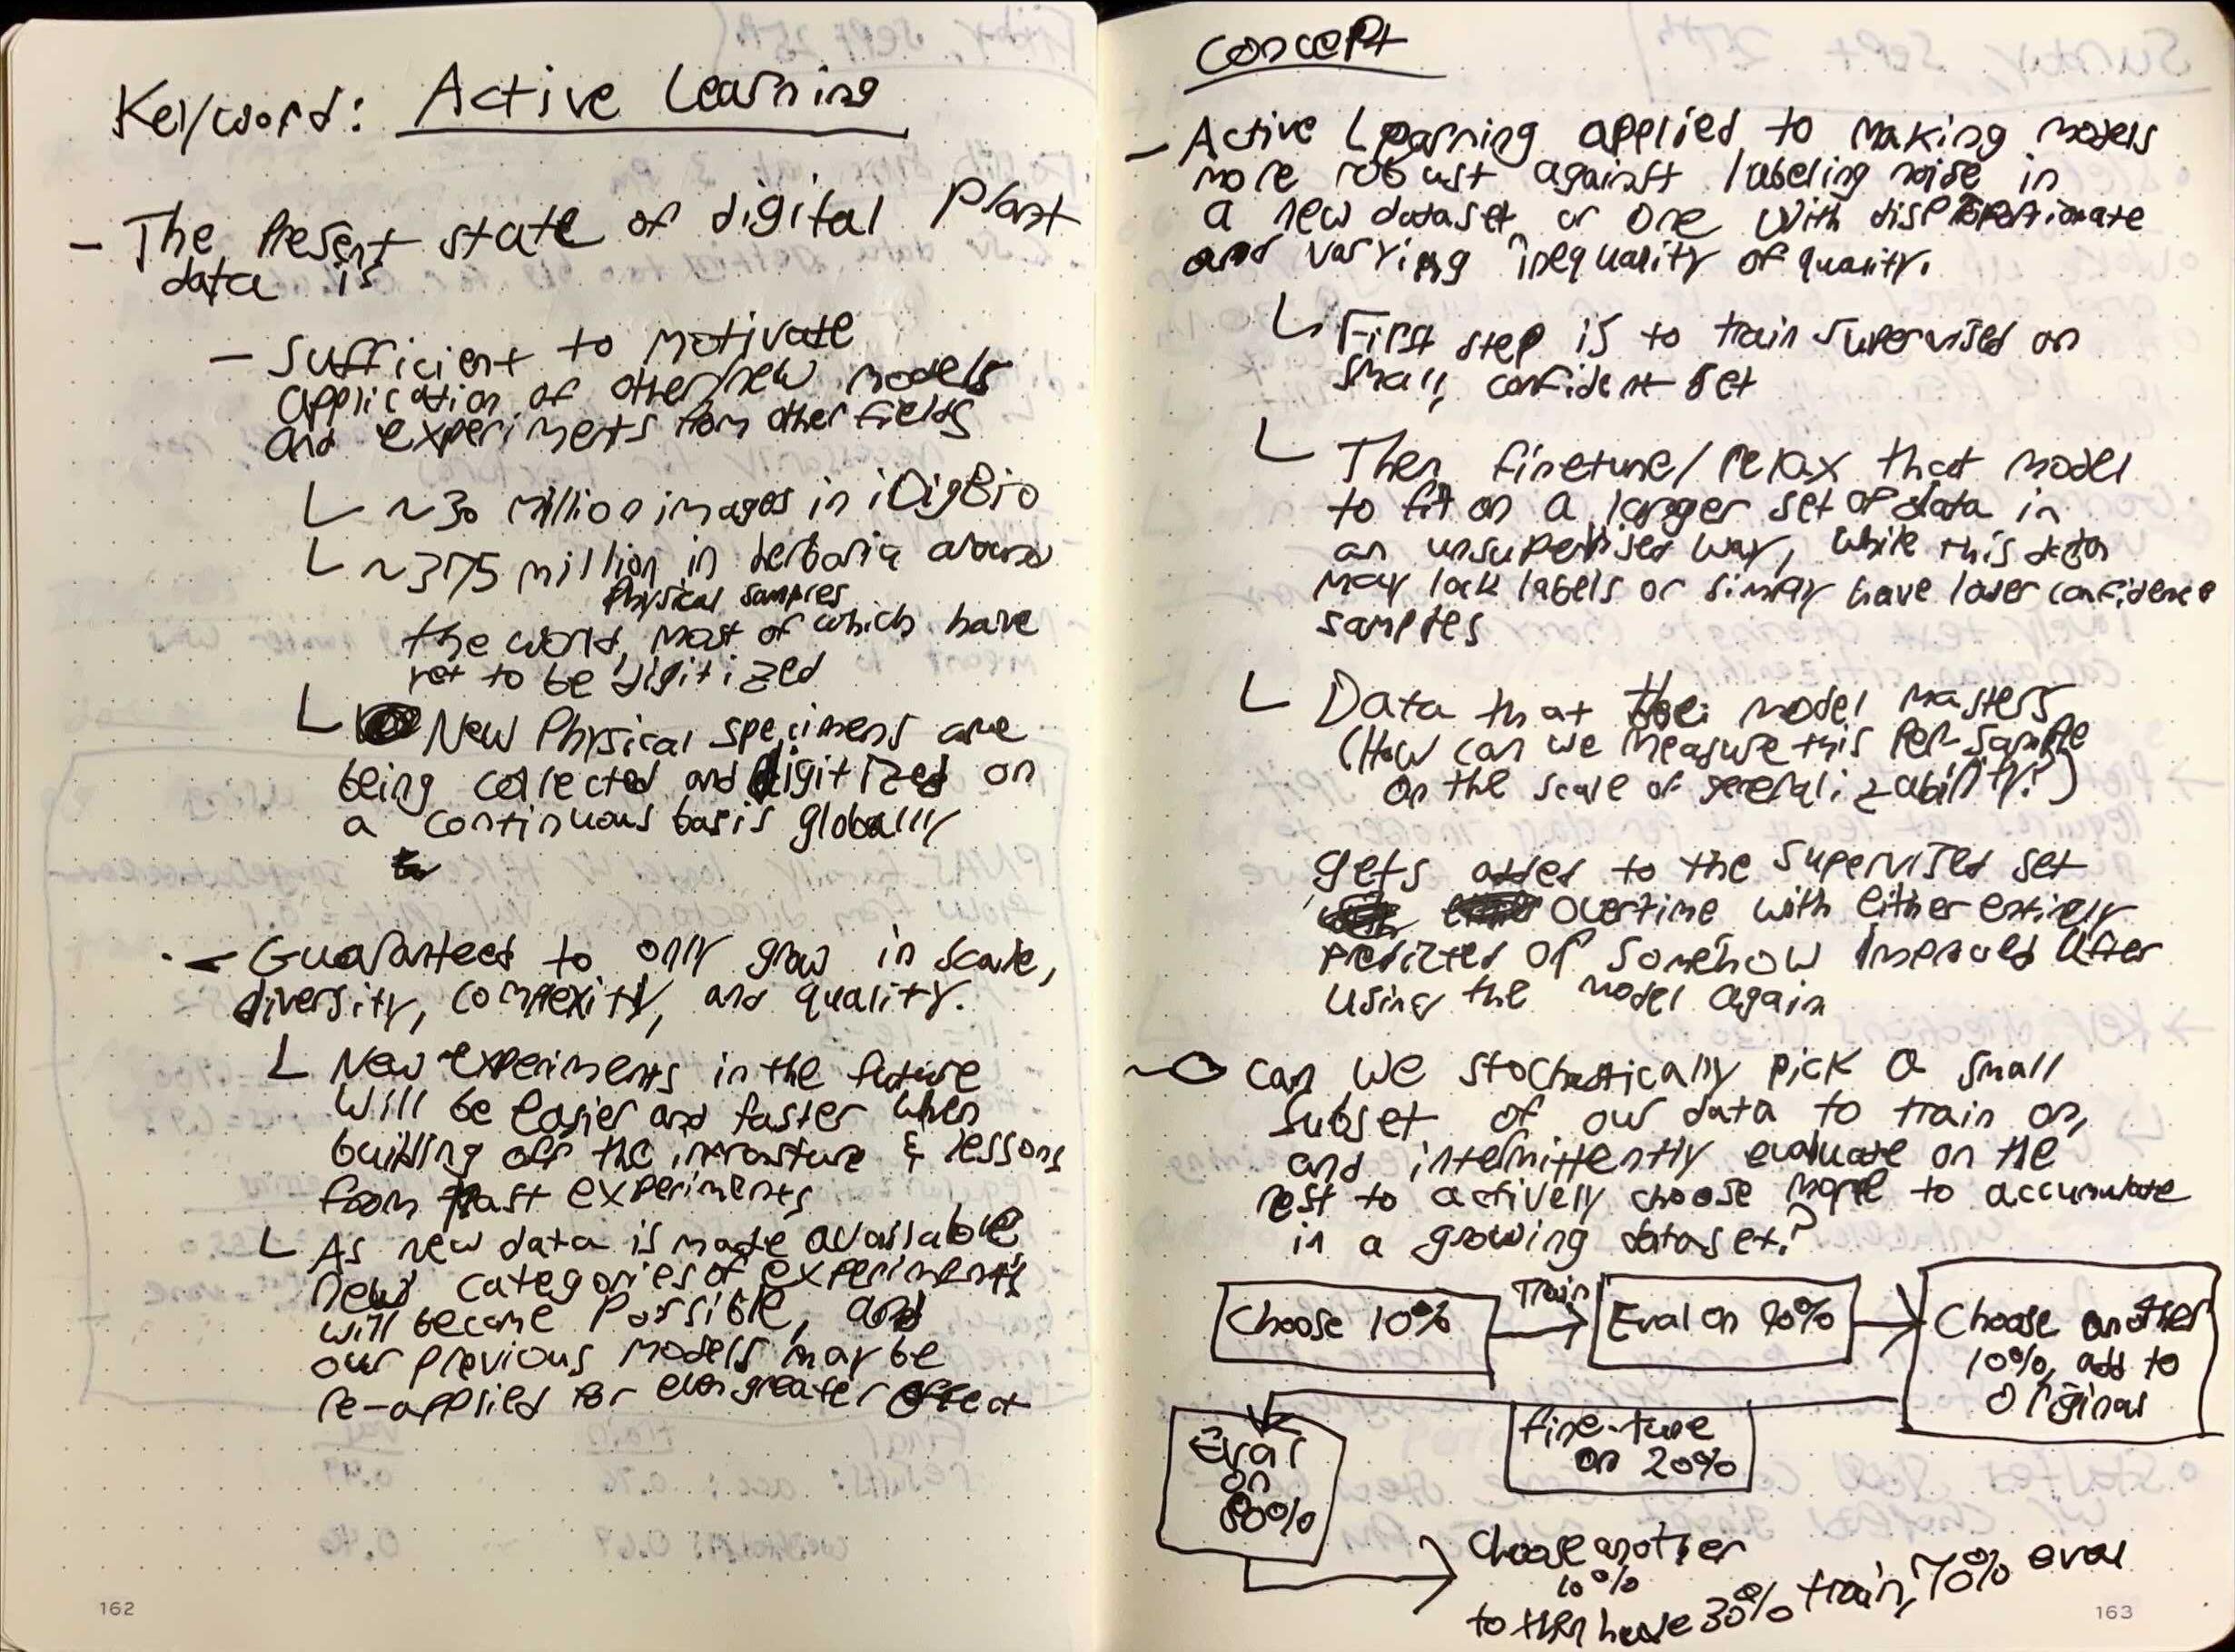 Keyword: Active Learning
- The Present state of digital Plant
data is
- Sufficient to motivate
application of other/new models
and experiments from other fields
~30 million images in iDigBio
~375 million in herbaria around
Physical samples
the world, most of which have
yet to be digitized
New Physical specimens are
being collected and digitized on
a continuous basis globally
- Guaranteed to only grow in scale,
diversity, complexity, and quality.
New experiments in the future
will be easier and faster when
building off the & lessons
from past experiments
As new data is made available
new categories of experiments
will become Possible, and
our previous models may be
re-applied for even greater effect
162
Concept
- Active Learning applied to making models
more robust against labeling noise in
a new dataset, or one with disproportionate
and varying inequality of quality.
First step is to train supervised on
small, confident set
Then finetune/relax that model
to fit on a larger set of data in
an unsupervised way, while this data
may lack labels or simply have lower confidence
samples
Data that the model masters
(How can we measure this per-sample
on the scale of generalizability?)
gets added to the supervised set
overtime with either entirely
predicted or somehow improved after
using the model again
Can we stochastically pick a small
subset of our data to train on,
and intermittently evaluate on the
rest to actively choose more to accumulate
in a growing dataset?
Choose 10%
Train
Eval on 90%
Choose another
10%, add to
original
fine-tune
on 20%
Eval
on
80%
Choose another
10%
to then have 30% train, 70% eval
163